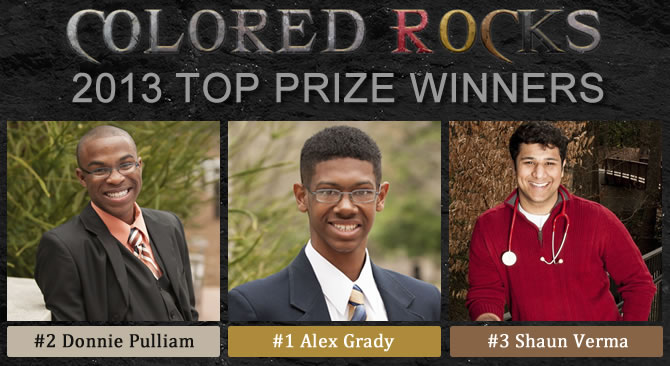 COLORED ROCKS
2013 TOP PRIZE WINNERS
#2 Donnie Pulliam
#1 Alex Grady
#3 Shaun Verma